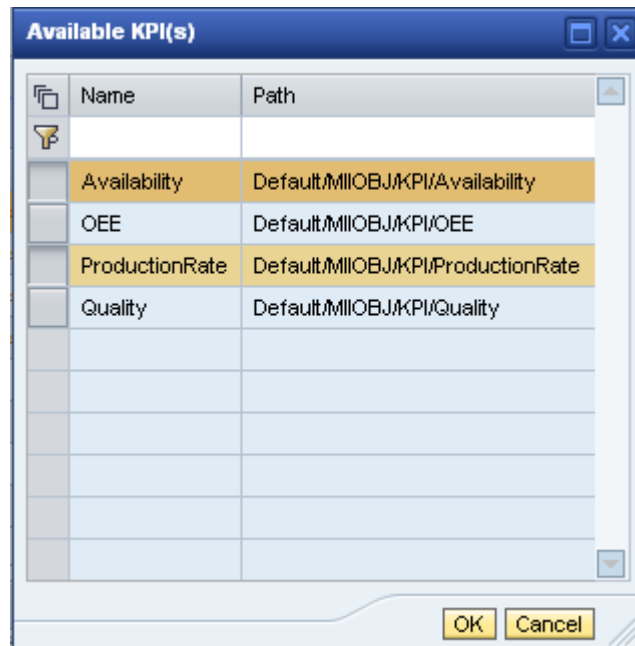 Available KPI(s)
Name Path
Availability Default/MIIOBJ/KPI/Availability
OEE Default/MIIOBJ/KPI/OEE
ProductionRate Default/MIIOBJ/KPI/ProductionRate
Quality Default/MIIOBJ/KPI/Quality
OK Cancel